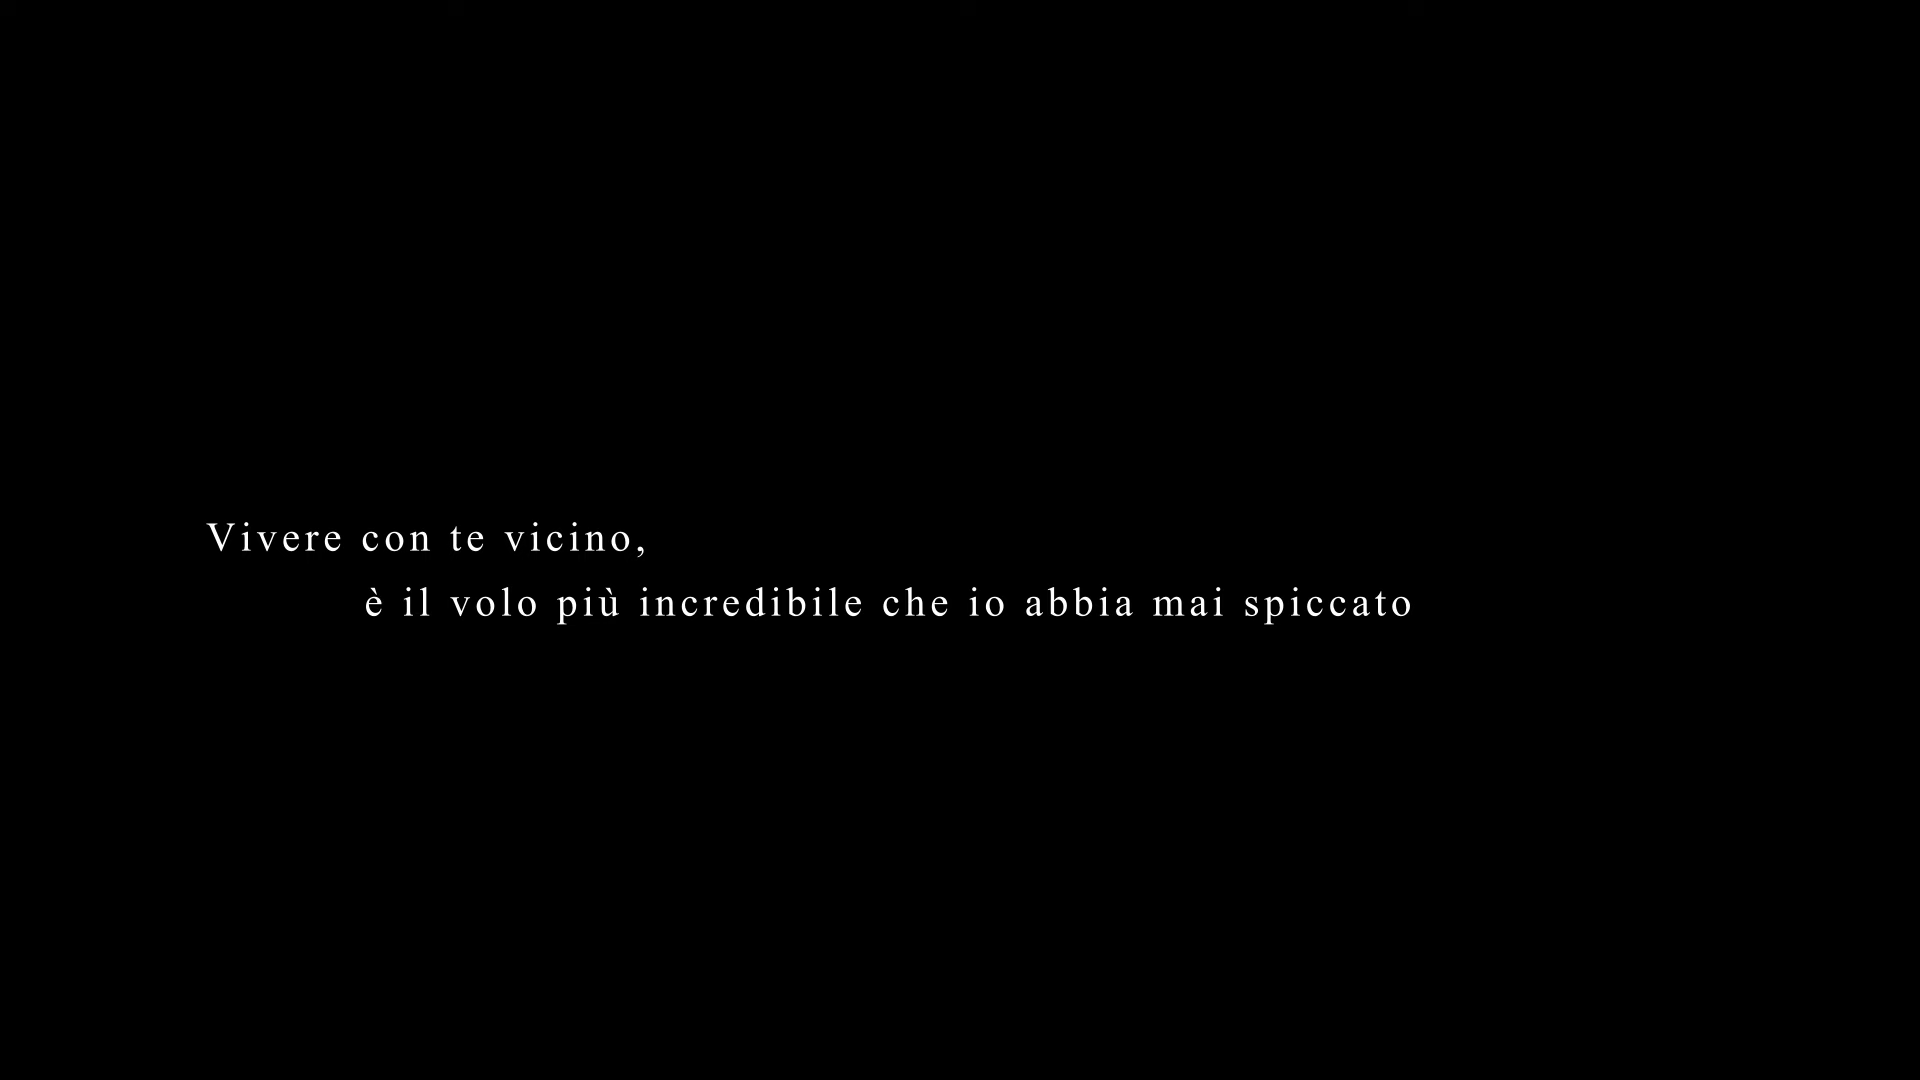 Vivere con te vicino,
è il volo più incredibile che io abbia mai spiccato